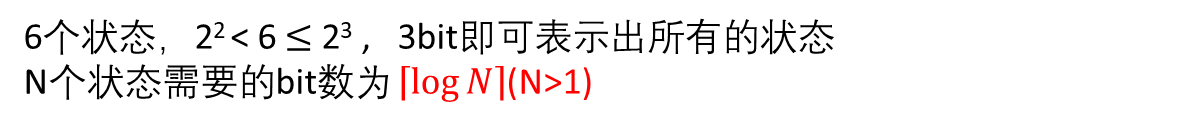 6个状态，2² < 6 ≤ 2³ ，3bit即可表示出所有的状态
N个状态需要的bit数为 ⌈log N⌉(N>1)